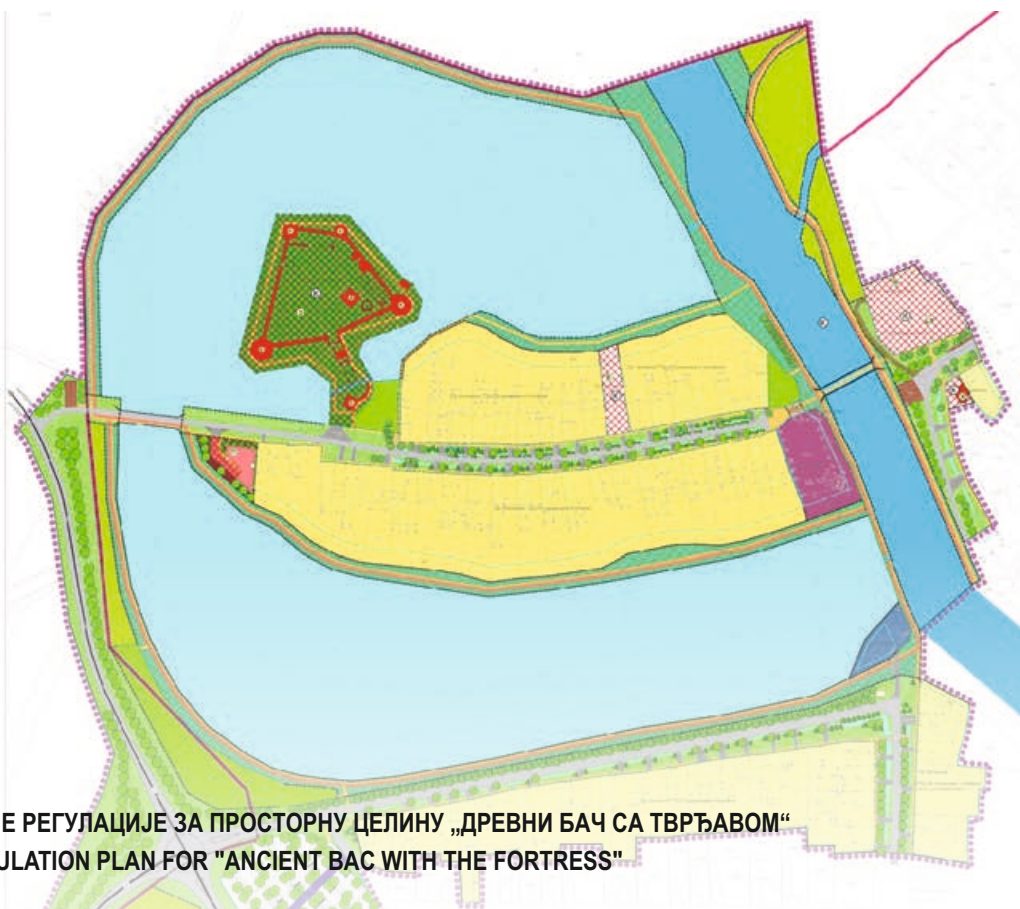 Е РЕГУЛАЦИЈЕ ЗА ПРОСТОРНУ ЦЕЛИНУ „ДРЕВНИ БАЧ СА ТВРЂАВОМ“
ULATION PLAN FOR "ANCIENT BAC WITH THE FORTRESS"